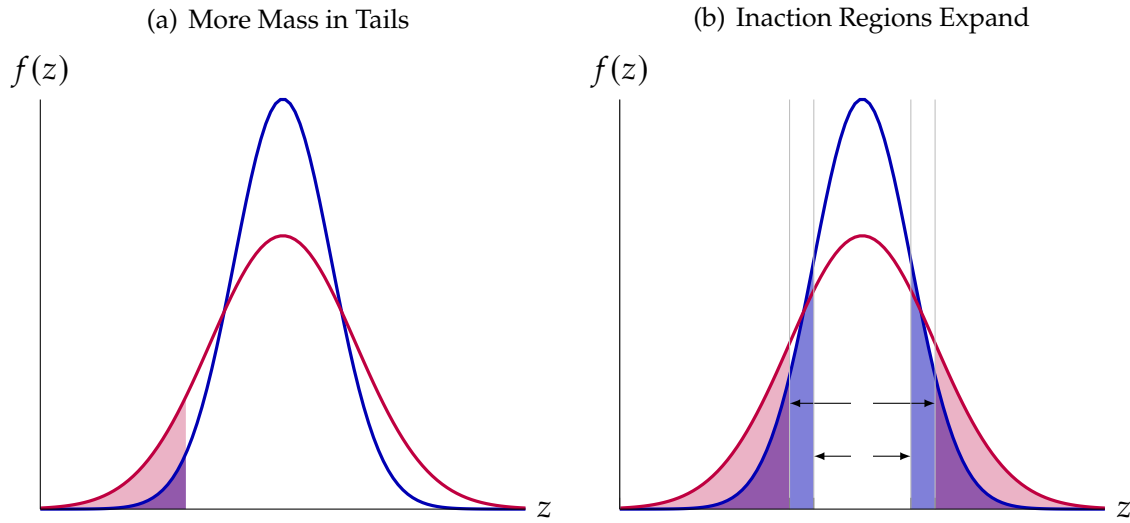 (a) More Mass in Tails
f(z)
z
(b) Inaction Regions Expand
f(z)
z